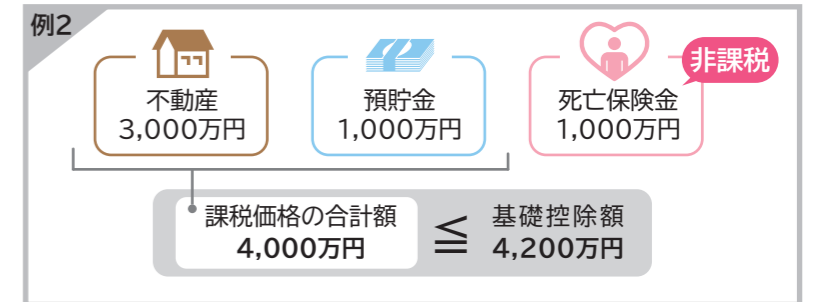 例2
不動産
3,000万円
預貯金
1,000万円
死亡保険金
1,000万円
非課税
課税価格の合計額
4,000万円
≦
基礎控除額
4,200万円